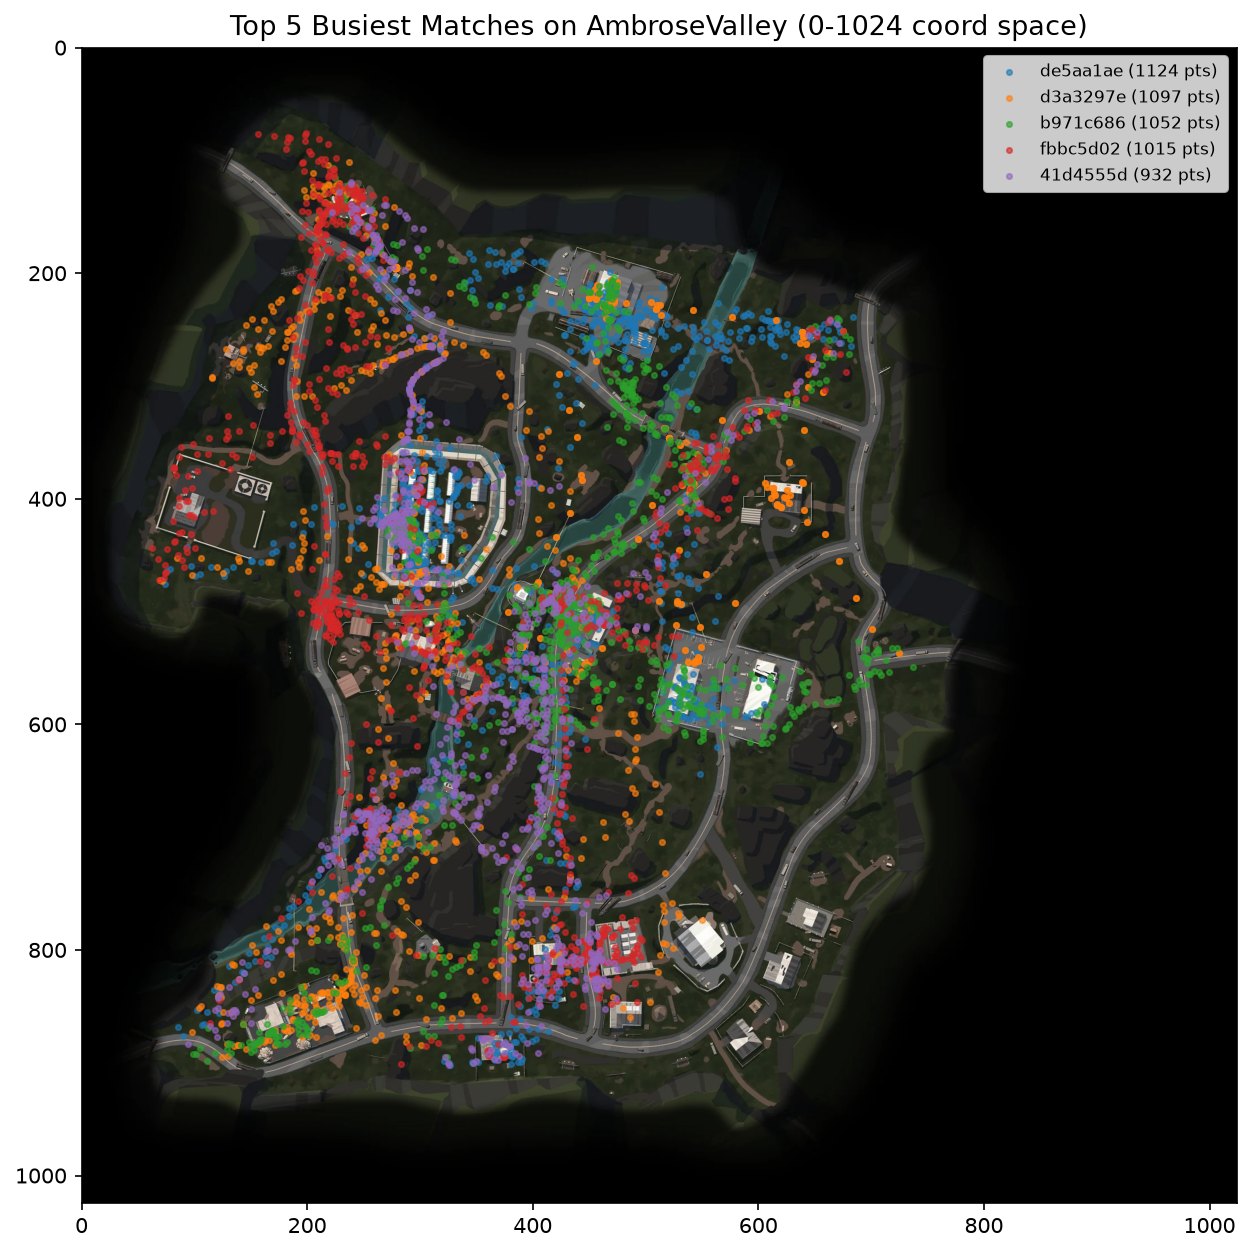 Top 5 Busiest Matches on AmbroseValley (0-1024 coord space)
de5aa1ae (1124 pts)
d3a3297e (1097 pts)
b971c686 (1052 pts)
fbbc5d02 (1015 pts)
41d4555d (932 pts)
0
200
400
600
800
1000
0
200
400
600
800
1000